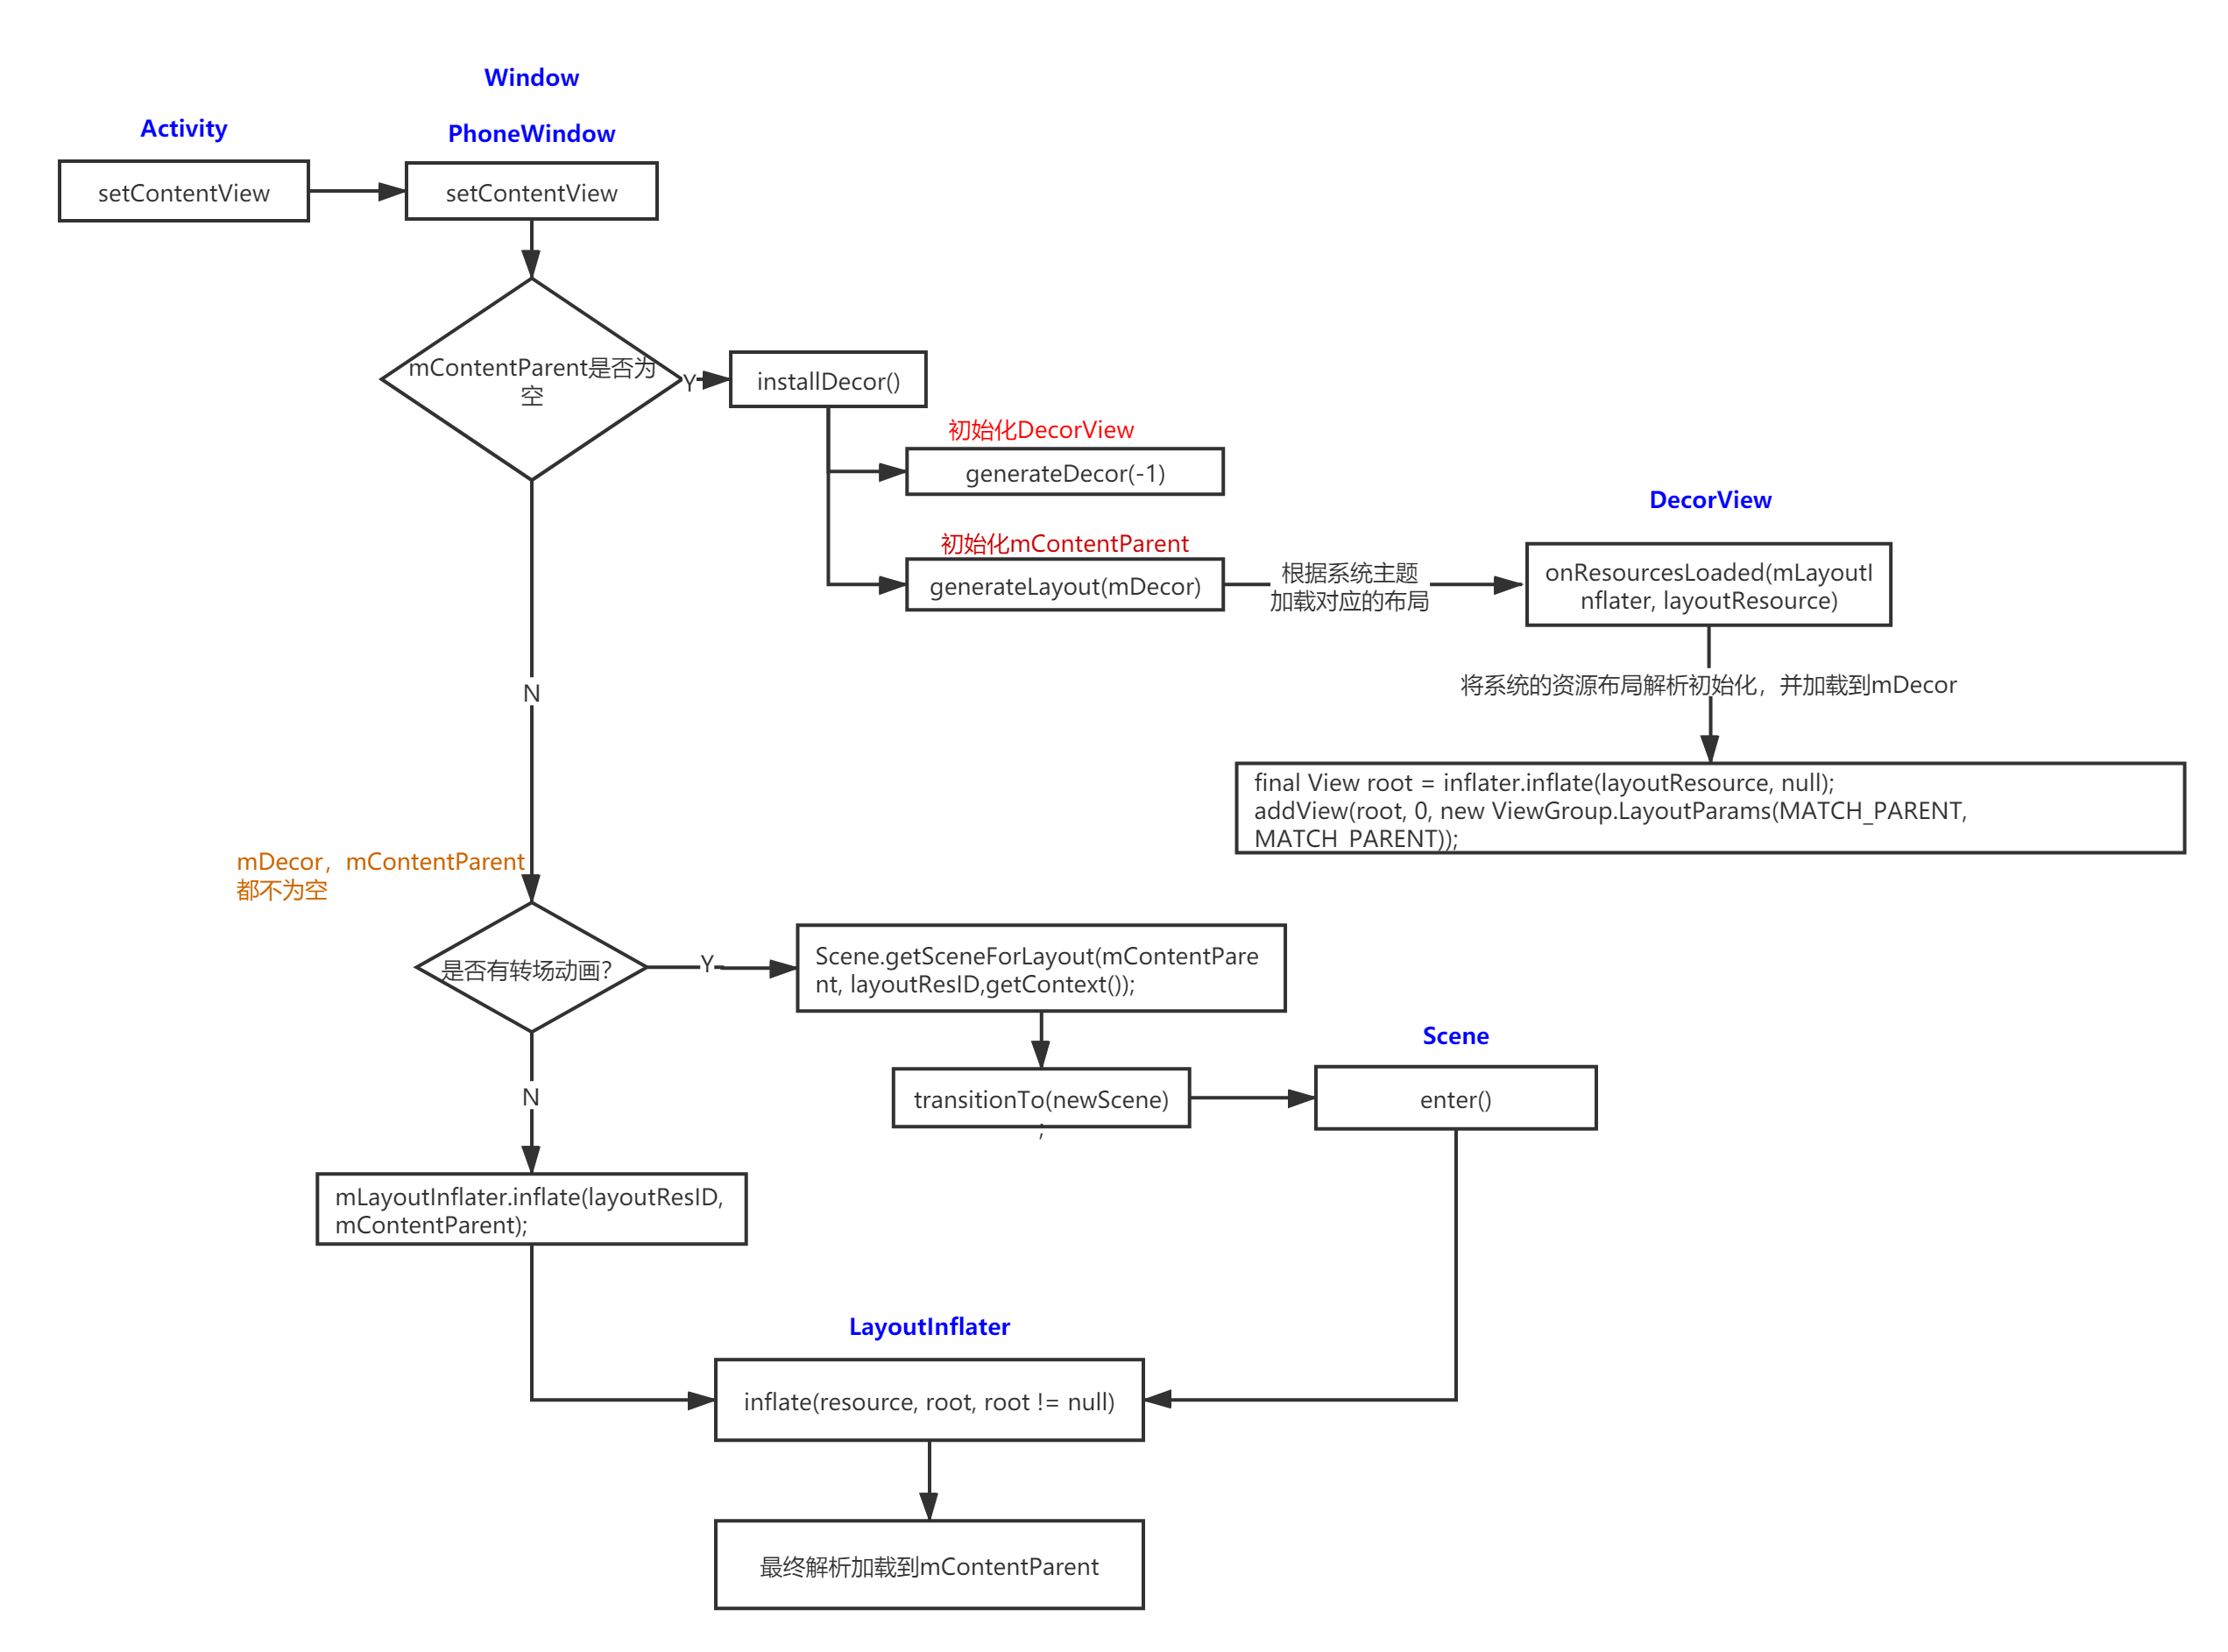 Window
Activity
PhoneWindow
setContentView
setContentView
mContentParent是否为
空
Y
installDecor()
初始化DecorView
generateDecor(-1)
初始化mContentParent
generateLayout(mDecor)
根据系统主题
加载对应的布局
DecorView
onResourcesLoaded(mLayoutI
nflater, layoutResource)
将系统的资源布局解析初始化，并加载到mDecor
final View root = inflater.inflate(layoutResource, null);
addView(root, 0, new ViewGroup.LayoutParams(MATCH_PARENT,
MATCH_PARENT));
N
mDecor，mContentParent
都不为空
是否有转场动画？
Y
Scene.getSceneForLayout(mContentPare
nt, layoutResID,getContext());
transitionTo(newScene)
;
Scene
enter()
N
mLayoutInflater.inflate(layoutResID,
mContentParent);
LayoutInflater
inflate(resource, root, root != null)
最终解析加载到mContentParent